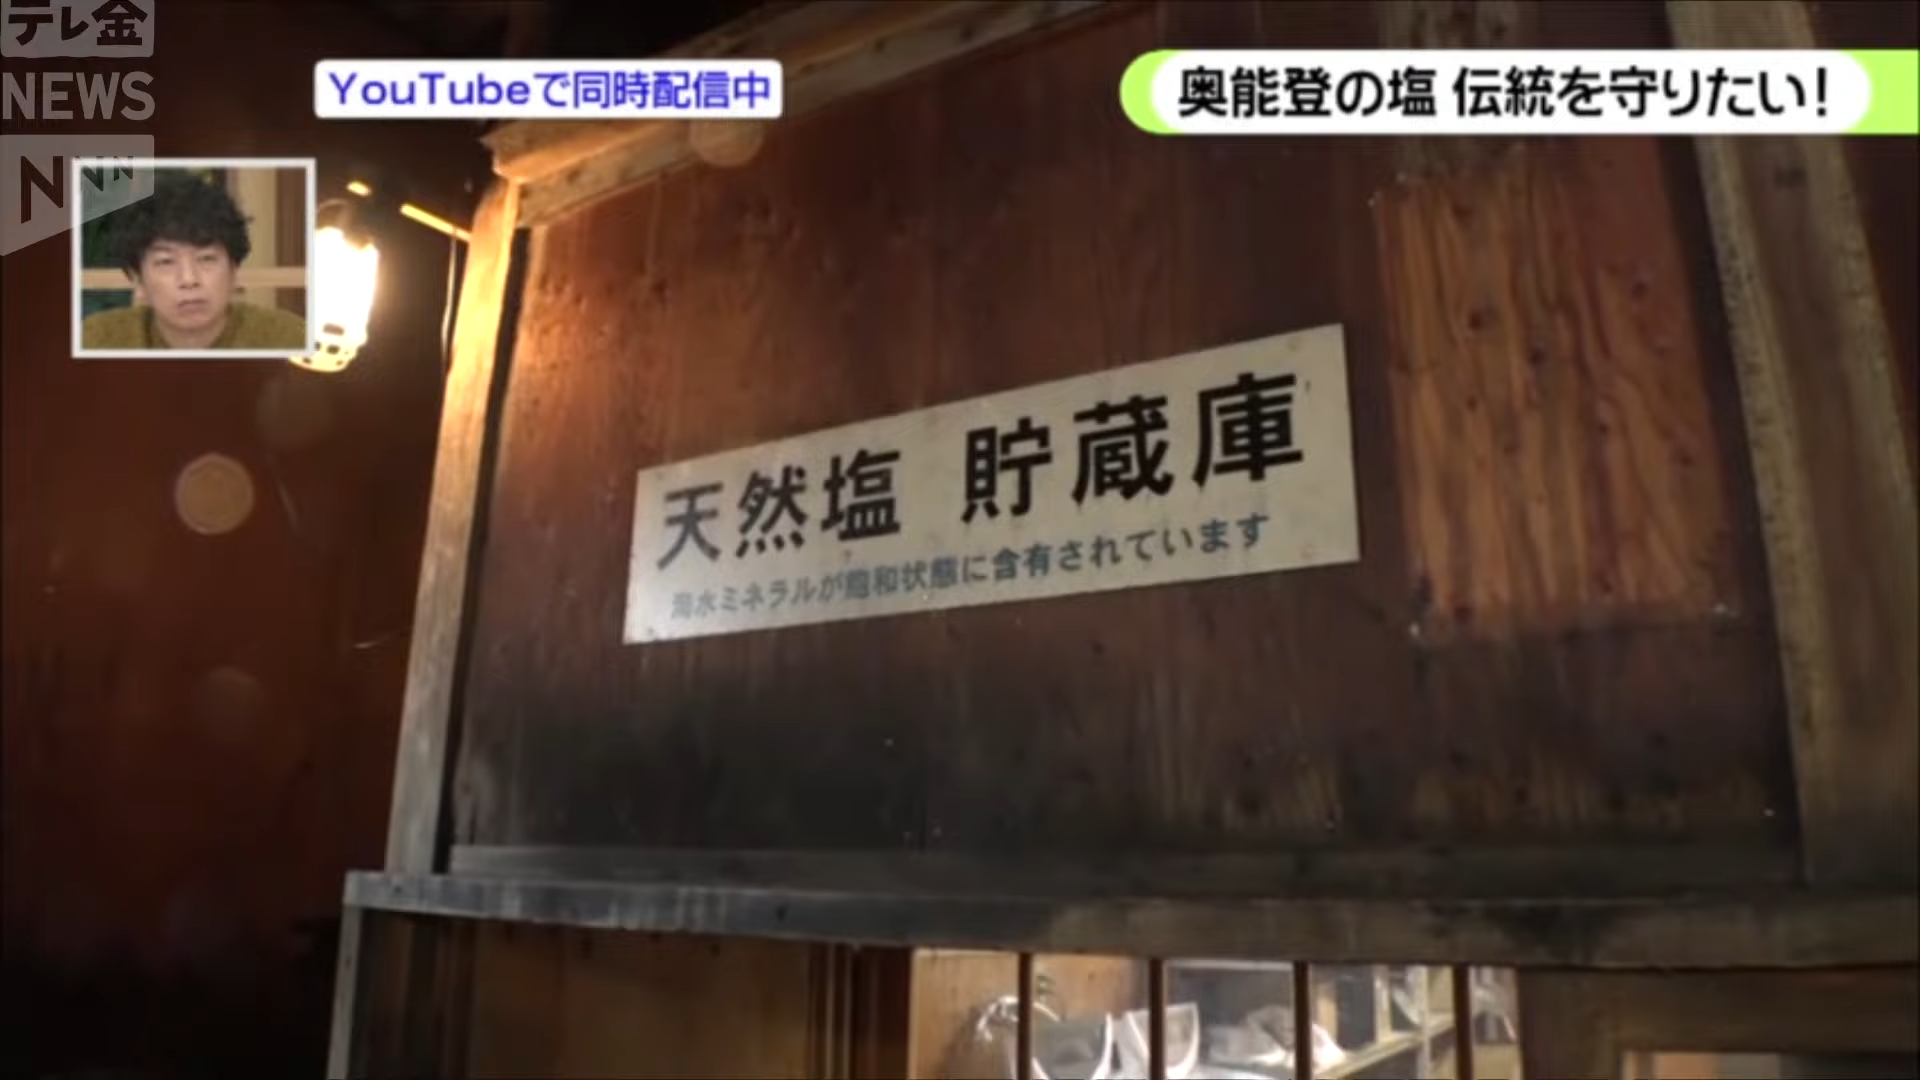 テレ金
NEWS
NNN
YouTubeで同時配信中
奥能登の塩 伝統を守りたい!
天然塩 貯蔵庫
海水ミネラルが飽和状態に含有されています